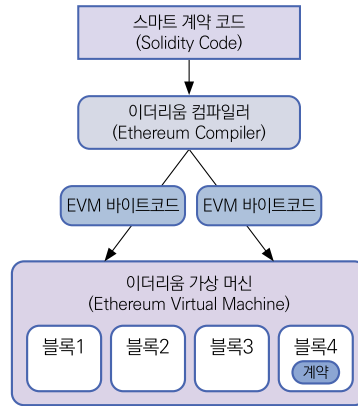 스마트 계약 코드
(Solidity Code)
이더리움 컴파일러
(Ethereum Compiler)
EVM 바이트코드
EVM 바이트코드
이더리움 가상 머신
(Ethereum Virtual Machine)
블록1
블록2
블록3
블록4
계약